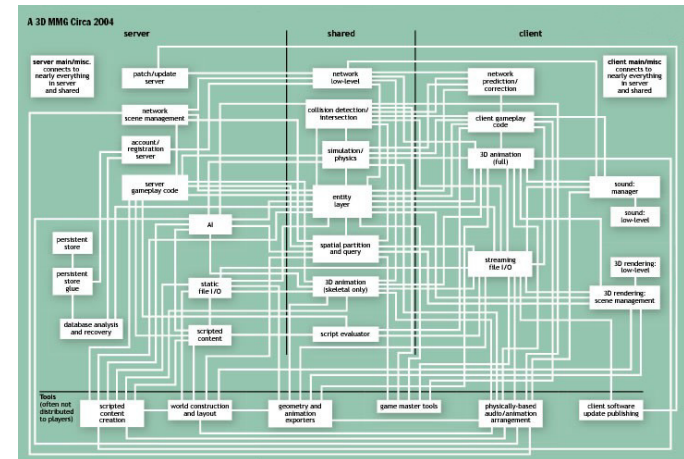 A 3D MMG Circa 2004
server
shared
client
server main/misc.
connects to
nearly everything
in server
and shared
patch/update
server
network
low-level
network
prediction/
correction
client main/misc
connects to
nearly everything
in server
and shared
network
scene management
collision detection/
intersection
client gameplay
code
account/
registration
server
simulation/
physics
3D animation
(full)
server
gameplay code
entity
layer
sound:
manager
sound:
low-level
AI
persistent
store
spatial partition
and query
streaming
file I/O
3D rendering:
low-level
persistent
store
glue
static
file I/O
3D animation
(skeletal only)
3D rendering:
scene management
database analysis
and recovery
scripted
content
script evaluator
Tools
(often not
distributed
to players)
scripted
content
creation
world construction
and layout
geometry and
animation
exporters
game master tools
physically-based
audio/animation
arrangement
client software
update publishing